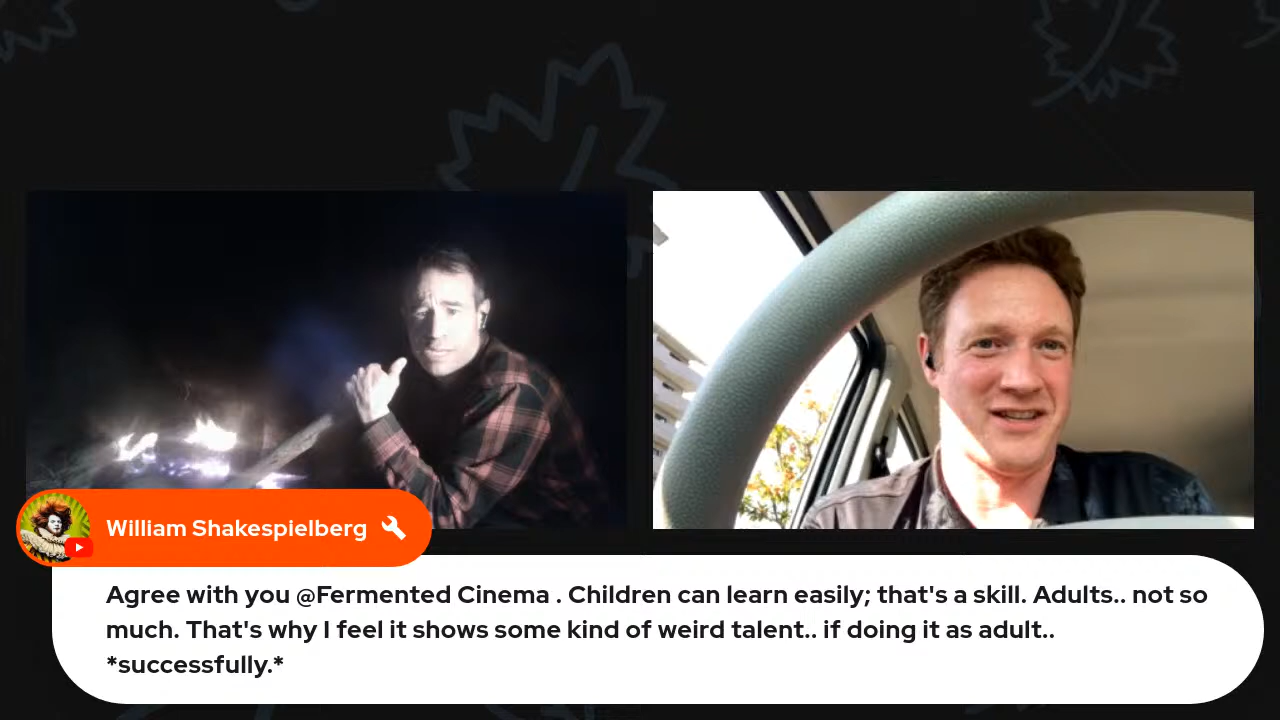 William Shakespielberg
Agree with you @Fermented Cinema . Children can learn easily; that's a skill. Adults.. not so
much. That's why I feel it shows some kind of weird talent.. if doing it as adult..
*successfully.*